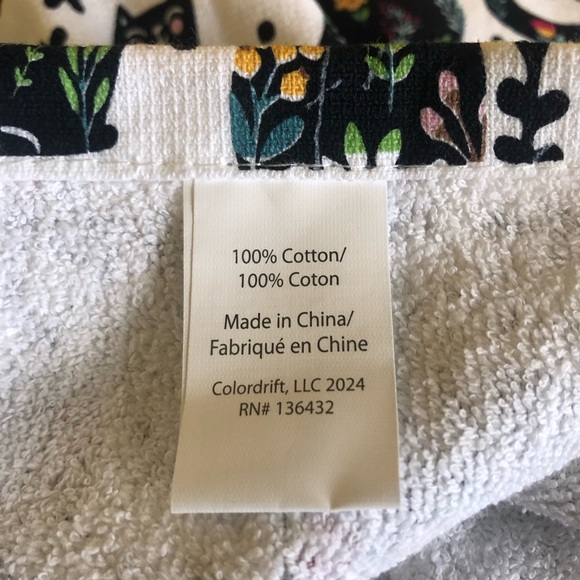 100% Cotton/
100% Coton
Made in China/
Fabriqué en Chine
Colordrift, LLC 2024
RN# 136432